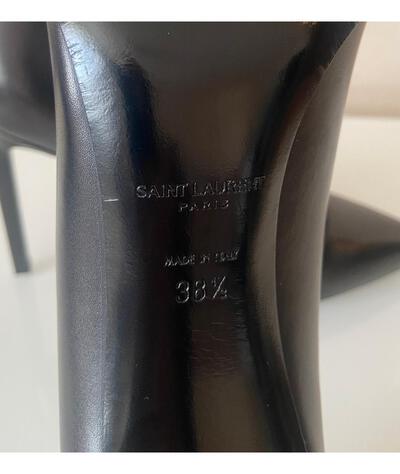 SAINT LAURENT
PARIS
MADE IN ITALY
38½